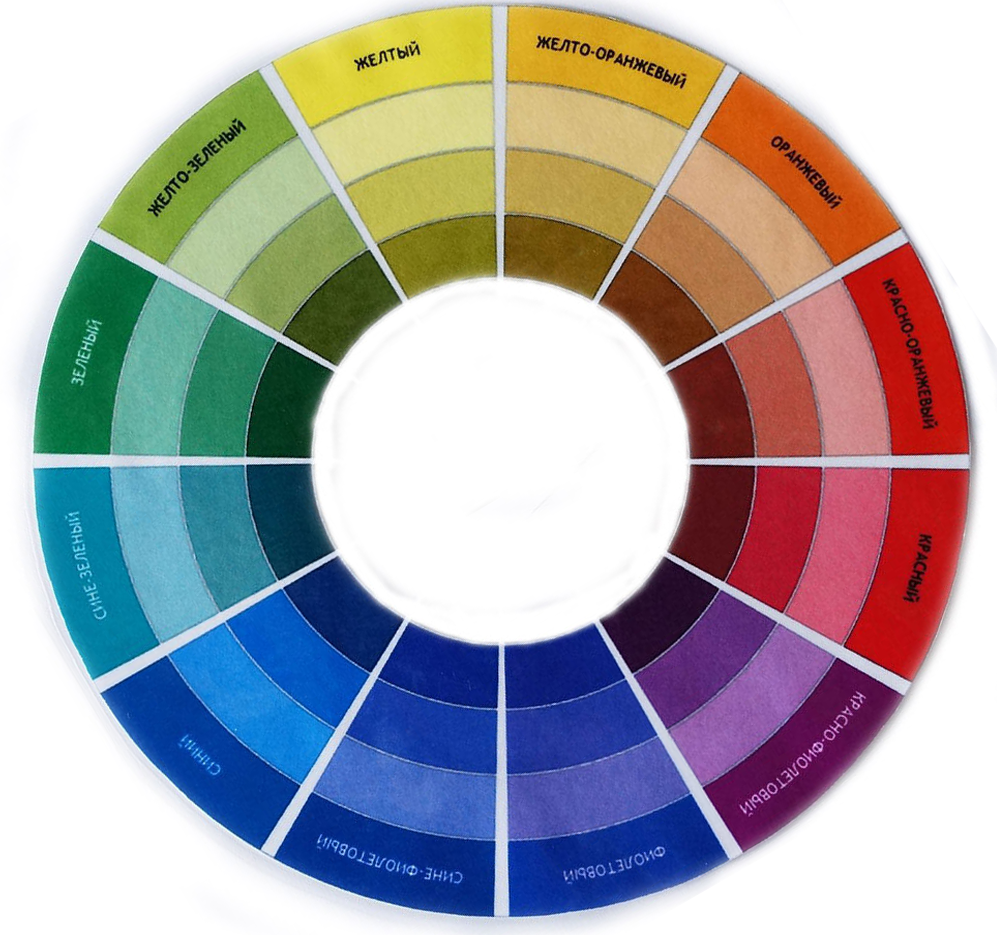 ЖЕЛТЫЙ
ЖЕЛТО-ОРАНЖЕВЫЙ
ОРАНЖЕВЫЙ
КРАСНО-ОРАНЖЕВЫЙ
КРАСНЫЙ
КРАСНО-ФИОЛЕТОВЫЙ
ФИОЛЕТОВЫЙ
СИНЕ-ФИОЛЕТОВЫЙ
СИНИЙ
СИНЕ-ЗЕЛЕНЫЙ
ЗЕЛЕНЫЙ
ЖЕЛТО-ЗЕЛЕНЫЙ